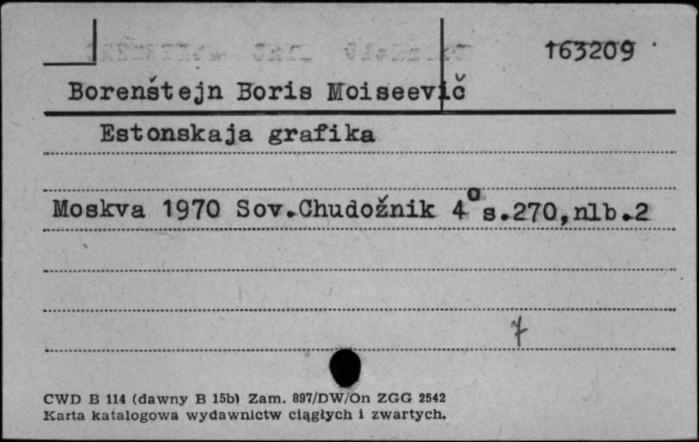 163209
Borenštejn Boris Moiseevič
Estonskaja grafika
Moskva 1970 Sov.Chudožnik 4° s.270,nlb.2
7
CWD B 114 (dawny B 15b) Zam. 897/DW/On ZGG 2542
Karta katalogowa wydawnictw ciągłych i zwartych.